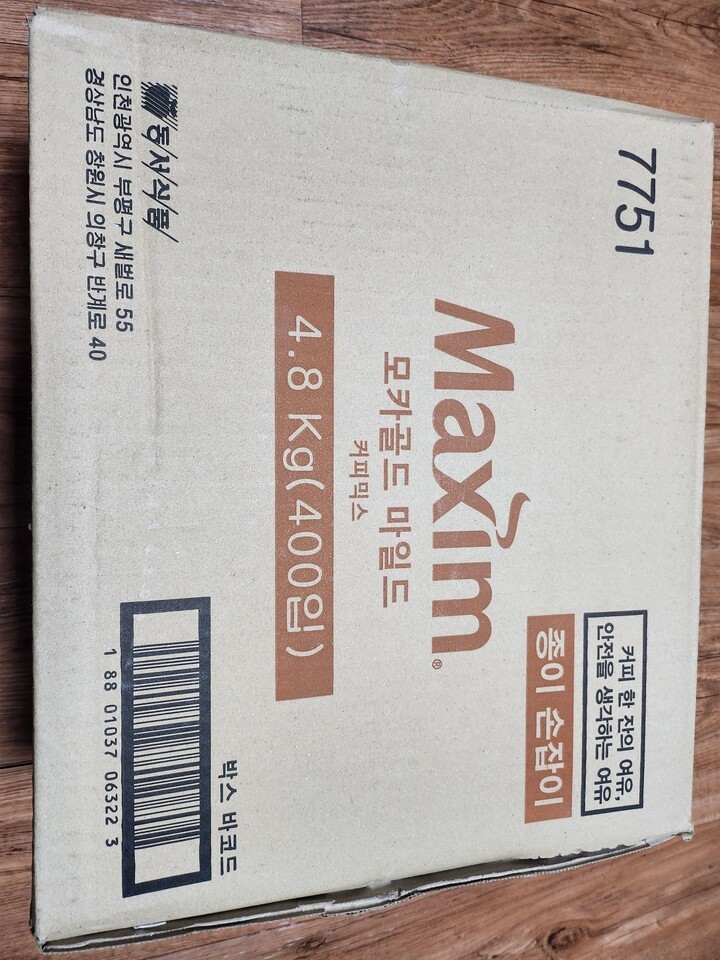 7751
커피 한 잔의 여유,
안전을 생각하는 여유
종이 손잡이
Maxim®
모카골드 마일드
커피믹스
4.8 Kg(400입)
동서식품
인천광역시 부평구 새벌로 55
경상남도 창원시 의창구 반계로 40
박스 바코드
1 88 01037 06322 3